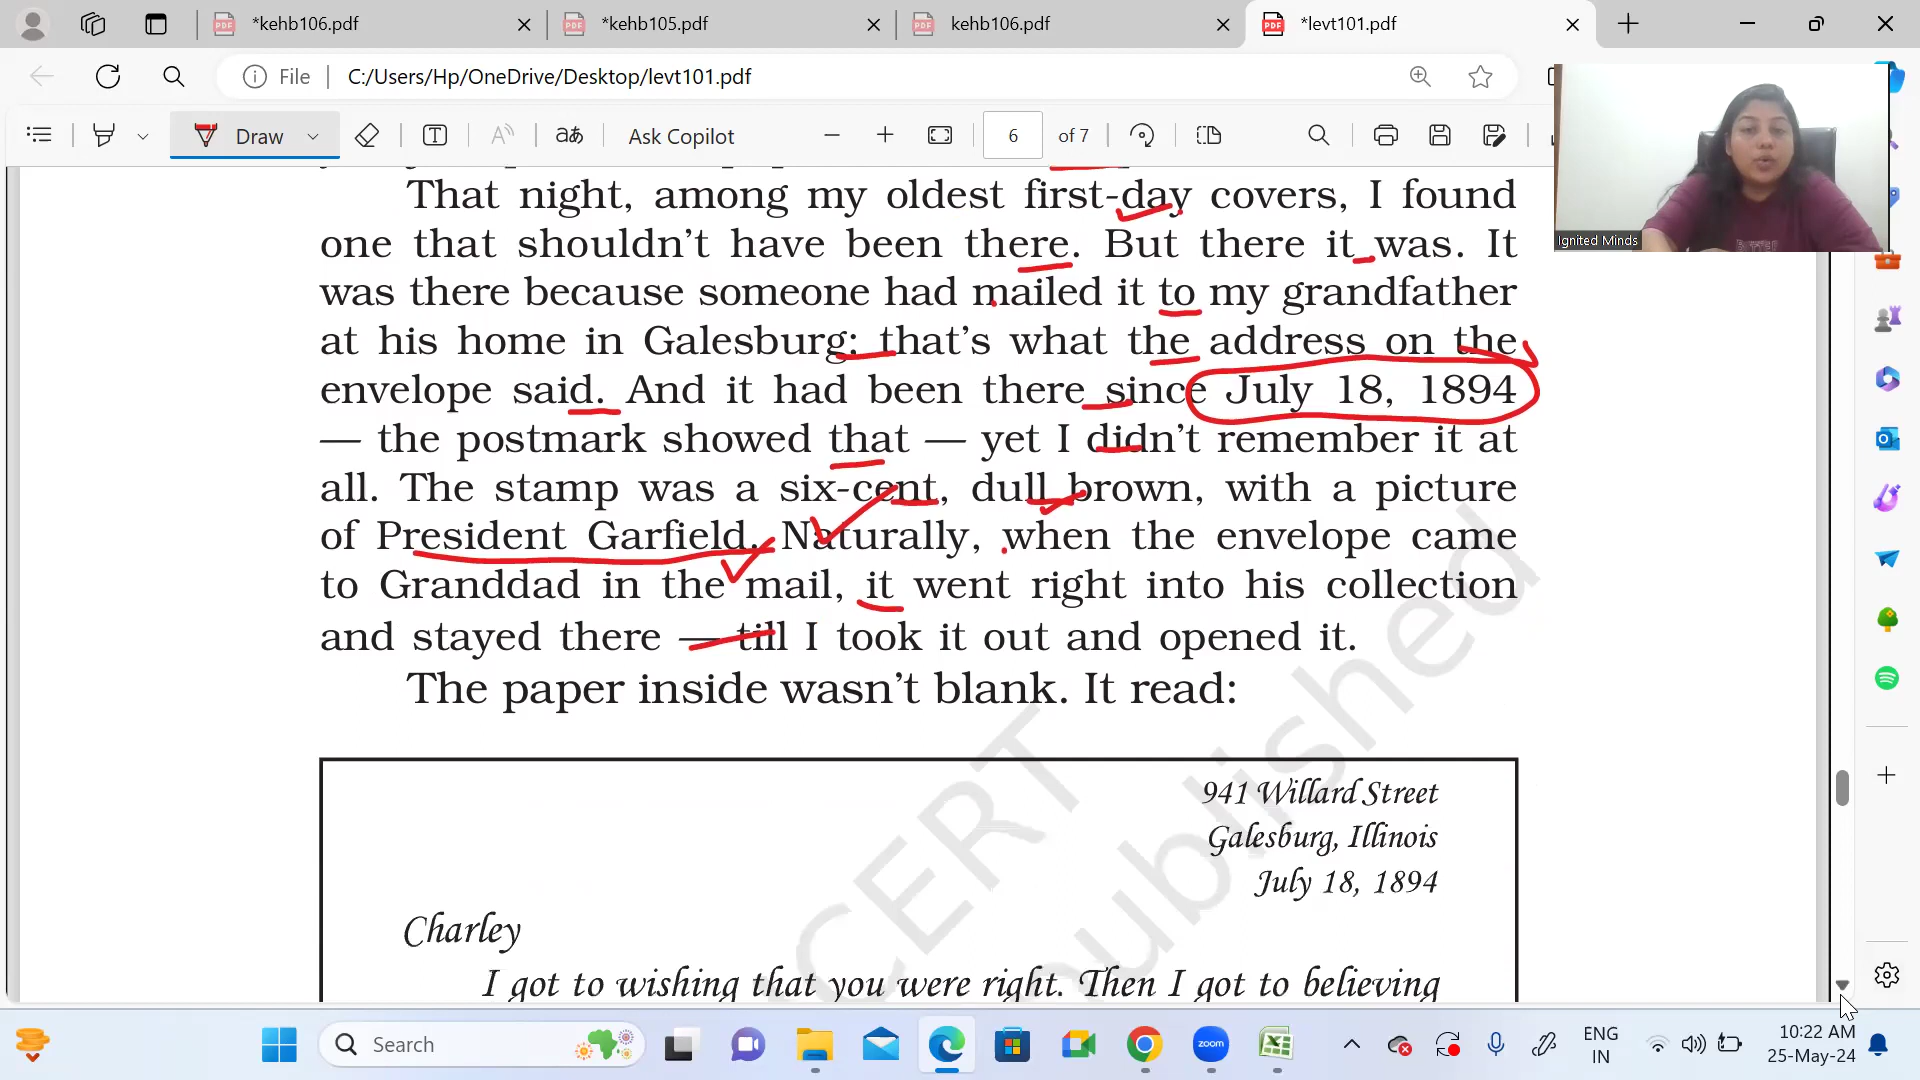 *kehb106.pdf
*kehb105.pdf
kehb106.pdf
*levt101.pdf
File
C:/Users/Hp/OneDrive/Desktop/levt101.pdf
Draw
Ask Copilot
6
of 7
Ignited Minds
That night, among my oldest first-day covers, I found
one that shouldn't have been there. But there it was. It
was there because someone had mailed it to my grandfather
at his home in Galesburg; that's what the address on the
envelope said. And it had been there since July 18, 1894
— the postmark showed that — yet I didn't remember it at
all. The stamp was a six-cent, dull brown, with a picture
of President Garfield. Naturally, when the envelope came
to Granddad in the mail, it went right into his collection
and stayed there — till I took it out and opened it.
The paper inside wasn't blank. It read:
941 Willard Street
Galesburg, Illinois
July 18, 1894
Charley
I got to wishing that you were right. Then I got to believing
CERT
published
Search
zoom
ENG
IN
10:22 AM
25-May-24